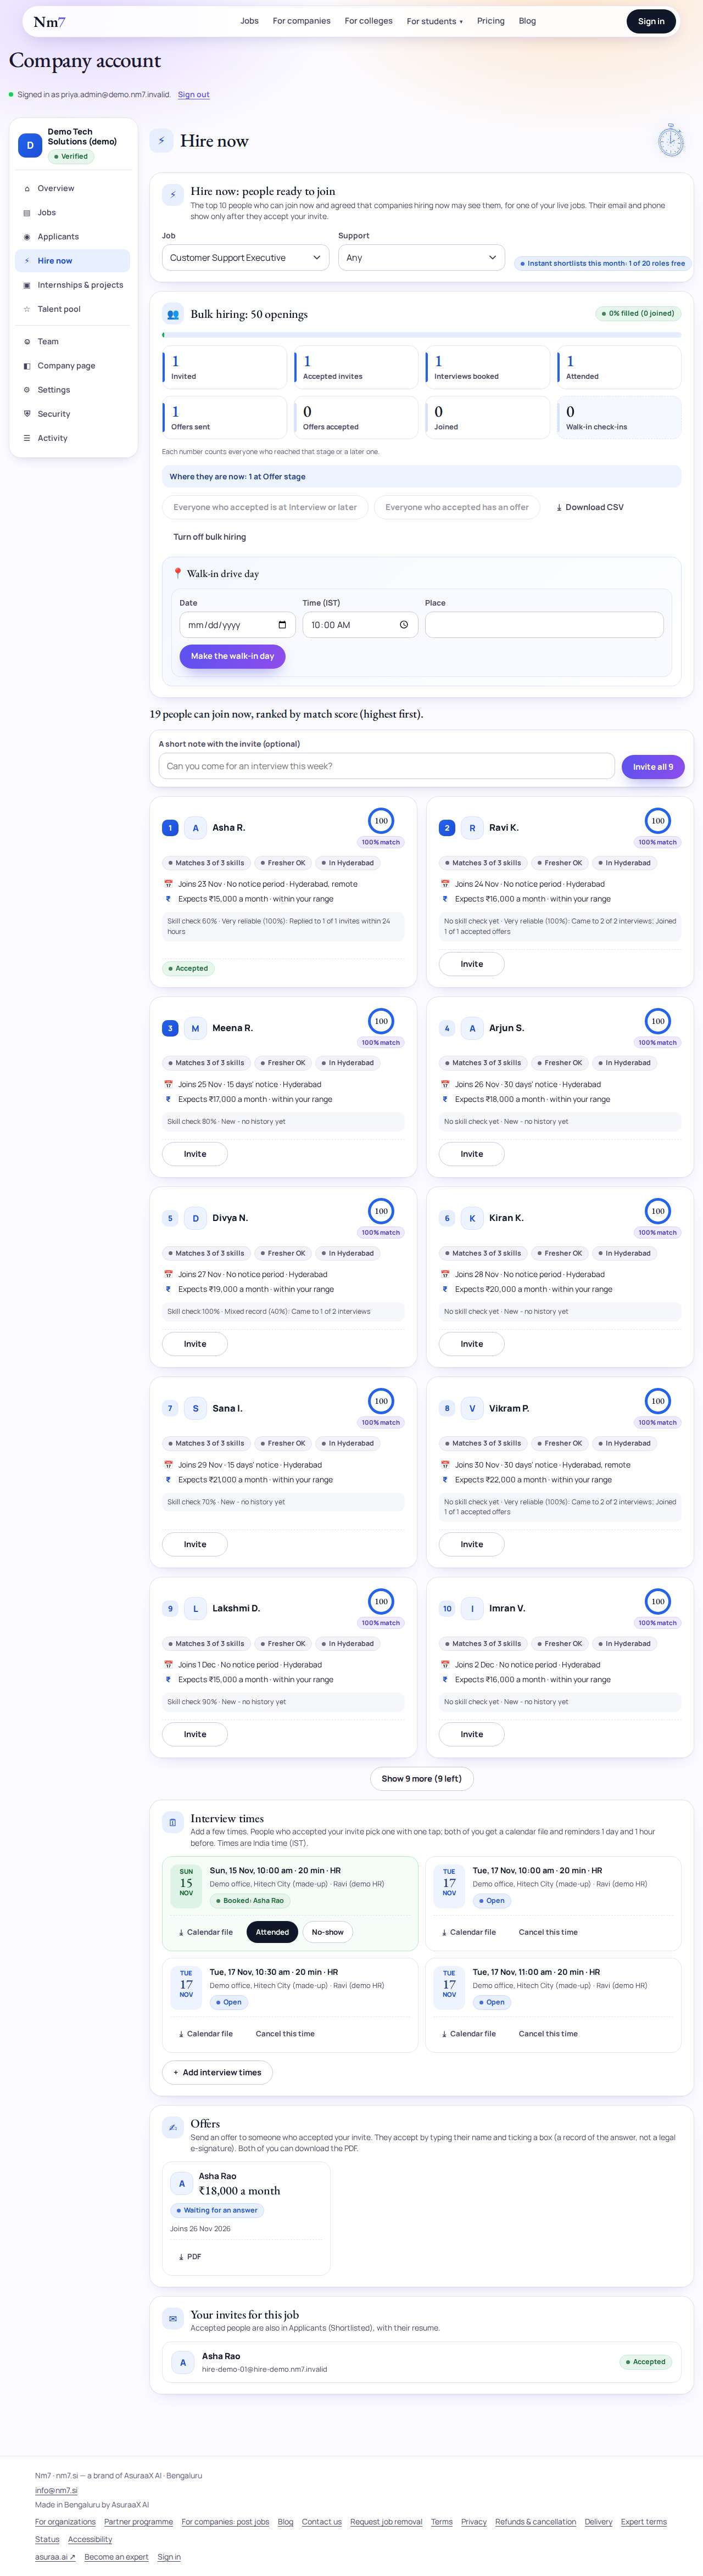 Nm7
Jobs For companies For colleges For students ▾ Pricing Blog
Sign in
Company account
Signed in as priya.admin@demo.nm7.invalid. Sign out
D
Demo Tech
Solutions (demo)
Verified
Overview
Jobs
Applicants
Hire now
Internships & projects
Talent pool
Team
Company page
Settings
Security
Activity
Hire now
Hire now: people ready to join
The top 10 people who can join now and agreed that companies hiring now may see them, for one of your live jobs. Their email and phone
show only after they accept your invite.
Job
Customer Support Executive
Support
Any
Instant shortlists this month: 1 of 20 roles free
Bulk hiring: 50 openings
0% filled (0 joined)
1
Invited
1
Accepted invites
1
Interviews booked
1
Attended
1
Offers sent
0
Offers accepted
0
Joined
0
Walk-in check-ins
Each number counts everyone who reached that stage or a later one.
Where they are now: 1 at Offer stage
Everyone who accepted is at Interview or later
Everyone who accepted has an offer
Download CSV
Turn off bulk hiring
Walk-in drive day
Date
mm/dd/yyyy
Time (IST)
10:00 AM
Place
Make the walk-in day
19 people can join now, ranked by match score (highest first).
A short note with the invite (optional)
Can you come for an interview this week?
Invite all 9
1 A Asha R.
100
100% match
Matches 3 of 3 skills Fresher OK In Hyderabad
Joins 23 Nov · No notice period · Hyderabad, remote
₹ Expects ₹15,000 a month · within your range
Skill check 60% · Very reliable (100%): Replied to 1 of 1 invites within 24
hours
Accepted
2 R Ravi K.
100
100% match
Matches 3 of 3 skills Fresher OK In Hyderabad
Joins 24 Nov · No notice period · Hyderabad
₹ Expects ₹16,000 a month · within your range
No skill check yet · Very reliable (100%): Came to 2 of 2 interviews; Joined
1 of 1 accepted offers
Invite
3 M Meena R.
100
100% match
Matches 3 of 3 skills Fresher OK In Hyderabad
Joins 25 Nov · 15 days' notice · Hyderabad
₹ Expects ₹17,000 a month · within your range
Skill check 80% · New - no history yet
Invite
4 A Arjun S.
100
100% match
Matches 3 of 3 skills Fresher OK In Hyderabad
Joins 26 Nov · 30 days' notice · Hyderabad
₹ Expects ₹18,000 a month · within your range
No skill check yet · New - no history yet
Invite
5 D Divya N.
100
100% match
Matches 3 of 3 skills Fresher OK In Hyderabad
Joins 27 Nov · No notice period · Hyderabad
₹ Expects ₹19,000 a month · within your range
Skill check 100% · Mixed record (40%): Came to 1 of 2 interviews
Invite
6 K Kiran K.
100
100% match
Matches 3 of 3 skills Fresher OK In Hyderabad
Joins 28 Nov · No notice period · Hyderabad
₹ Expects ₹20,000 a month · within your range
No skill check yet · New - no history yet
Invite
7 S Sana I.
100
100% match
Matches 3 of 3 skills Fresher OK In Hyderabad
Joins 29 Nov · 15 days' notice · Hyderabad
₹ Expects ₹21,000 a month · within your range
Skill check 70% · New - no history yet
Invite
8 V Vikram P.
100
100% match
Matches 3 of 3 skills Fresher OK In Hyderabad
Joins 30 Nov · 30 days' notice · Hyderabad, remote
₹ Expects ₹22,000 a month · within your range
No skill check yet · Very reliable (100%): Came to 2 of 2 interviews; Joined
1 of 1 accepted offers
Invite
9 L Lakshmi D.
100
100% match
Matches 3 of 3 skills Fresher OK In Hyderabad
Joins 1 Dec · No notice period · Hyderabad
₹ Expects ₹15,000 a month · within your range
Skill check 90% · New - no history yet
Invite
10 I Imran V.
100
100% match
Matches 3 of 3 skills Fresher OK In Hyderabad
Joins 2 Dec · No notice period · Hyderabad
₹ Expects ₹16,000 a month · within your range
No skill check yet · New - no history yet
Invite
Show 9 more (9 left)
Interview times
Add a few times. People who accepted your invite pick one with one tap; both of you get a calendar file and reminders 1 day and 1 hour
before. Times are India time (IST).
SUN
15
NOV
Sun, 15 Nov, 10:00 am · 20 min · HR
Demo office, Hitech City (made-up) · Ravi (demo HR)
Booked: Asha Rao
Calendar file Attended No-show
TUE
17
NOV
Tue, 17 Nov, 10:00 am · 20 min · HR
Demo office, Hitech City (made-up) · Ravi (demo HR)
Open
Calendar file Cancel this time
TUE
17
NOV
Tue, 17 Nov, 10:30 am · 20 min · HR
Demo office, Hitech City (made-up) · Ravi (demo HR)
Open
Calendar file Cancel this time
TUE
17
NOV
Tue, 17 Nov, 11:00 am · 20 min · HR
Demo office, Hitech City (made-up) · Ravi (demo HR)
Open
Calendar file Cancel this time
+ Add interview times
Offers
Send an offer to someone who accepted your invite. They accept by typing their name and ticking a box (a record of the answer, not a legal
e-signature). Both of you can download the PDF.
A
Asha Rao
₹18,000 a month
Waiting for an answer
Joins 26 Nov 2026
PDF
Your invites for this job
Accepted people are also in Applicants (Shortlisted), with their resume.
A
Asha Rao
hire-demo-01@hire-demo.nm7.invalid
Accepted
Nm7 · nm7.si — a brand of AsuraaX AI · Bengaluru
info@nm7.si
Made in Bengaluru by AsuraaX AI
For organizations Partner programme For companies: post jobs Blog Contact us Request job removal Terms Privacy Refunds & cancellation Delivery Expert terms
Status Accessibility
asuraa.ai ↗ Become an expert Sign in